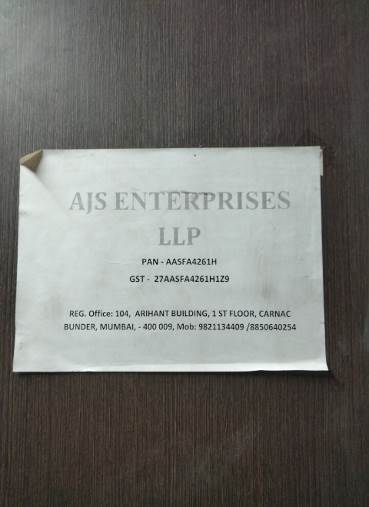 AJS ENTERPRISES
LLP
PAN - AASFA4261H
GST - 27AASFA4261H1Z9
REG. Office: 104, ARIHANT BUILDING, 1 ST FLOOR, CARNAC
BUNDER, MUMBAI, - 400 009, Mob: 9821134409 /8850640254